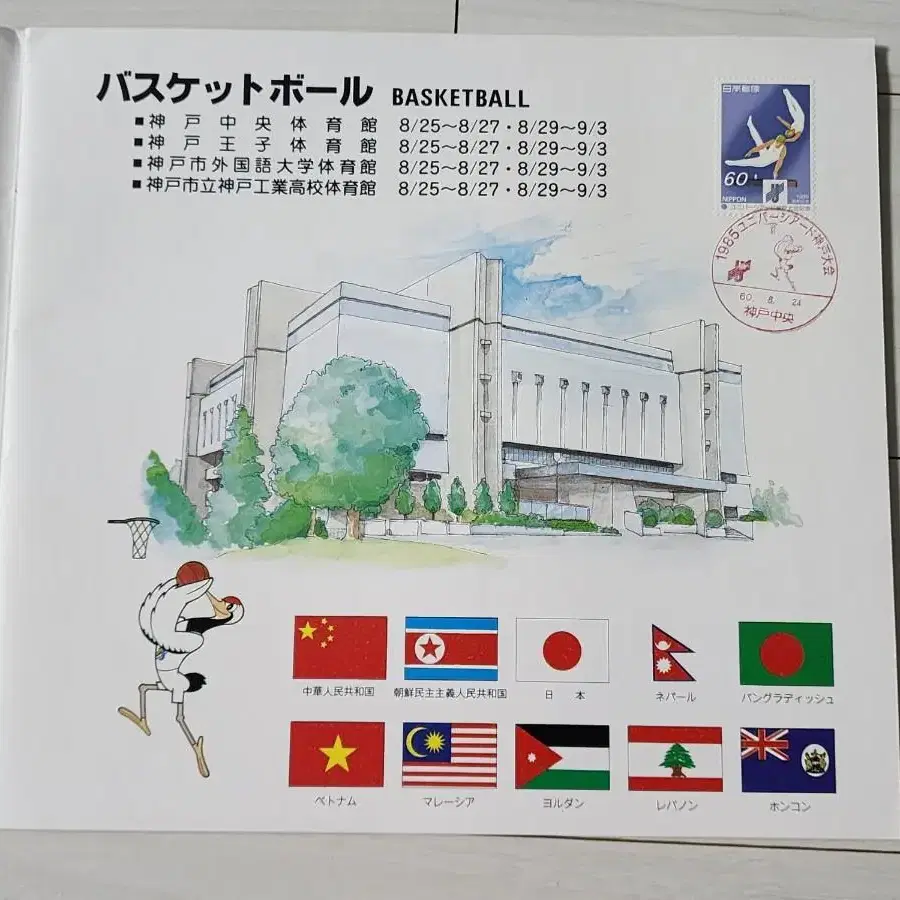 バスケットボール BASKETBALL
■神戸中央体育館 8/25～8/27・8/29～9/3
■神戸王子体育館 8/25～8/27・8/29～9/3
■神戸市外国語大学体育館 8/25～8/27・8/29～9/3
■神戸市立神戸工業高校体育館 8/25～8/27・8/29～9/3
日本郵便
60
NIPPON
1985ユニバーシアード神戸大会
60. 8. 24
神戸中央
中華人民共和国 朝鮮民主主義人民共和国 日本 ネパール バングラディッシュ
ベトナム マレーシア ヨルダン レバノン ホンコン